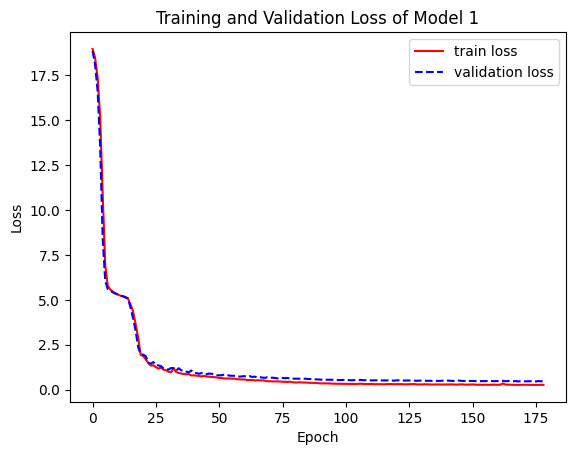 Training and Validation Loss of Model 1
train loss
validation loss
17.5
15.0
12.5
10.0
7.5
5.0
2.5
0.0
Loss
0 25 50 75 100 125 150 175
Epoch